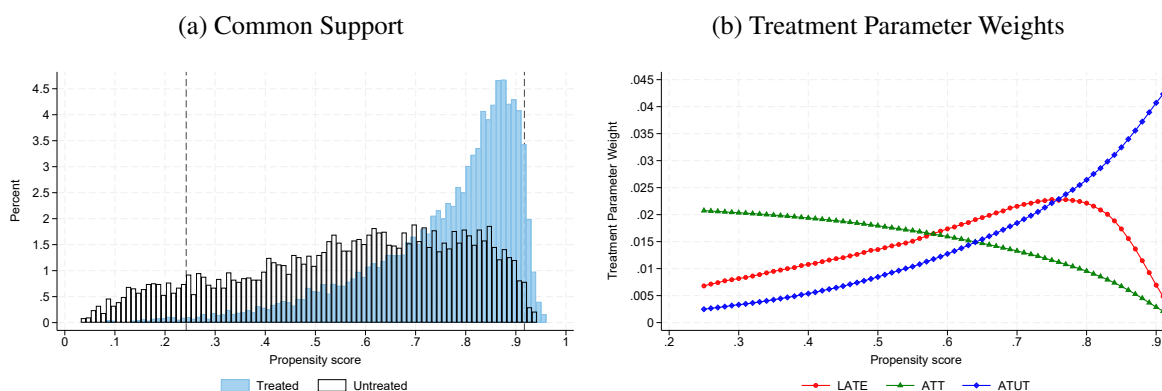 (a) Common Support
4.5
4
3.5
3
2.5
2
1.5
1
.5
0
Percent
0 .1 .2 .3 .4 .5 .6 .7 .8 .9 1
Propensity score
Treated Untreated
(b) Treatment Parameter Weights
.045
.04
.035
.03
.025
.02
.015
.01
.005
0
Treatment Parameter Weight
.2 .3 .4 .5 .6 .7 .8 .9
Propensity score
LATE ATT ATUT